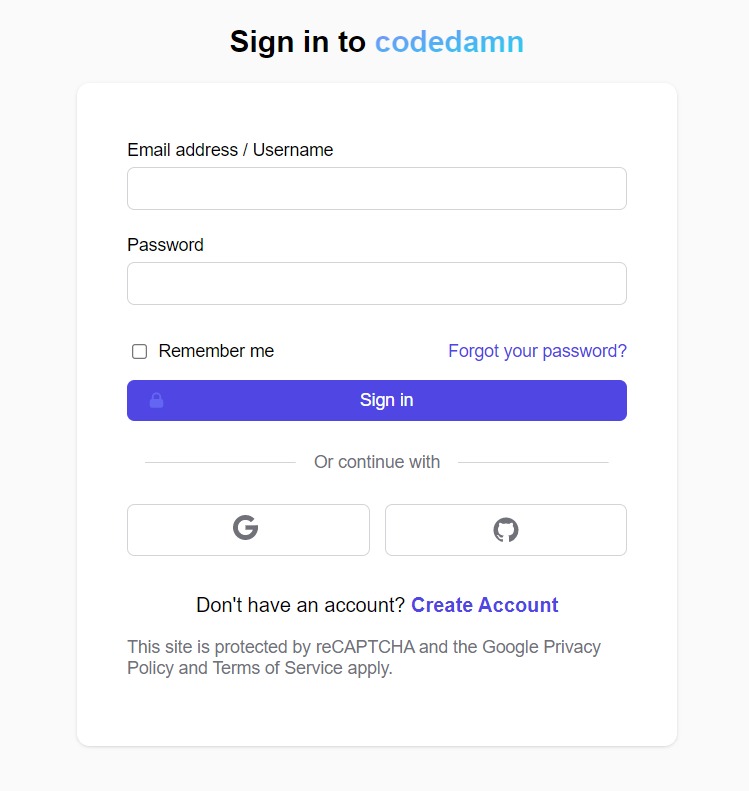 Sign in to codedamn
Email address / Username
Password
Remember me
Forgot your password?
Sign in
Or continue with
Don't have an account? Create Account
This site is protected by reCAPTCHA and the Google Privacy
Policy and Terms of Service apply.